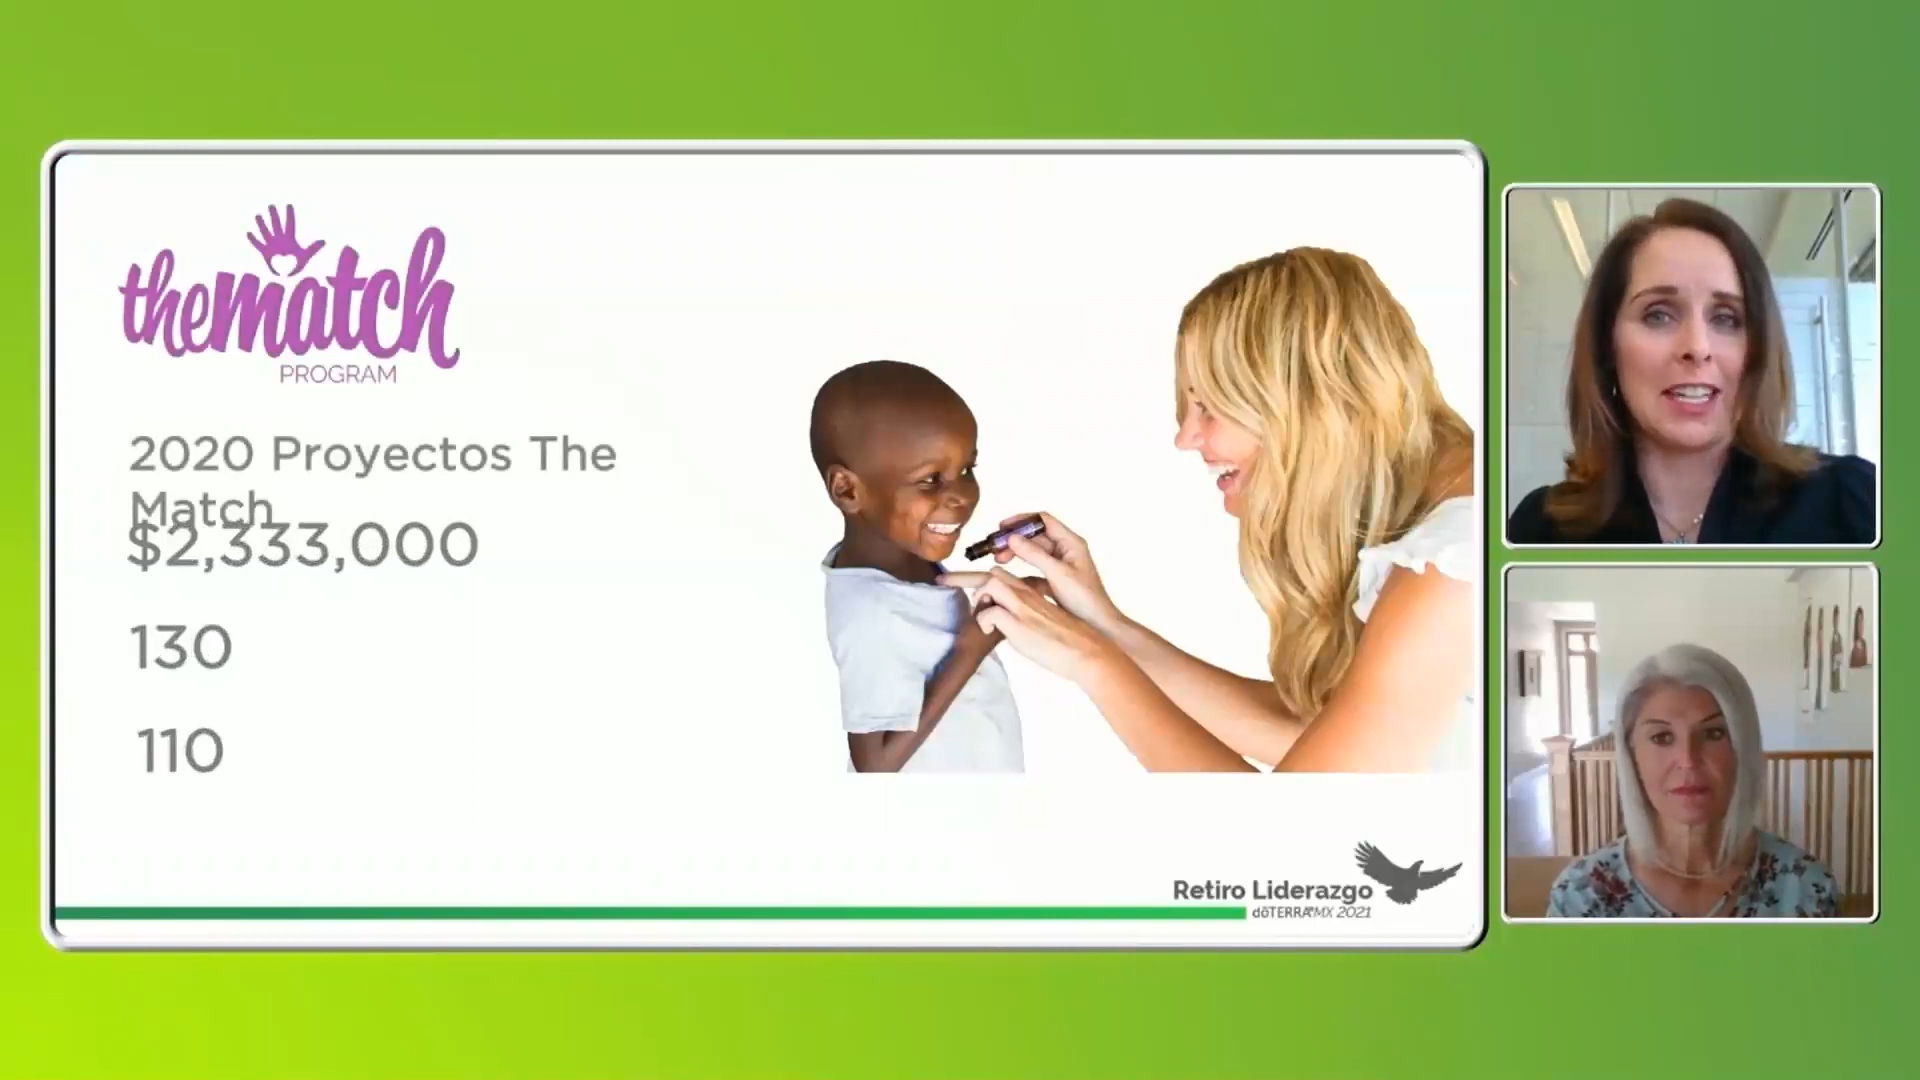 thematch
PROGRAM
2020 Proyectos The
Match
$2,333,000
130
110
Retiro Liderazgo
dōTERRA® MX 2021